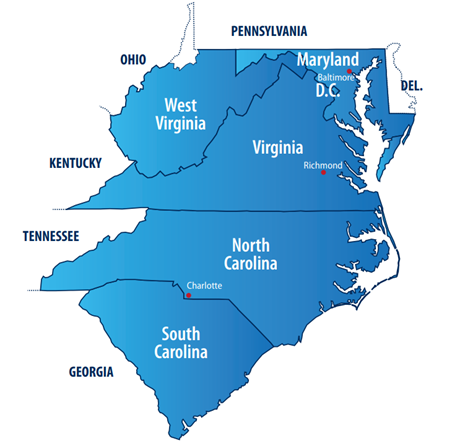 PENNSYLVANIA
OHIO
Maryland
Baltimore
D.C.
DEL.
West
Virginia
Virginia
KENTUCKY
Richmond
TENNESSEE
North
Carolina
Charlotte
South
Carolina
GEORGIA